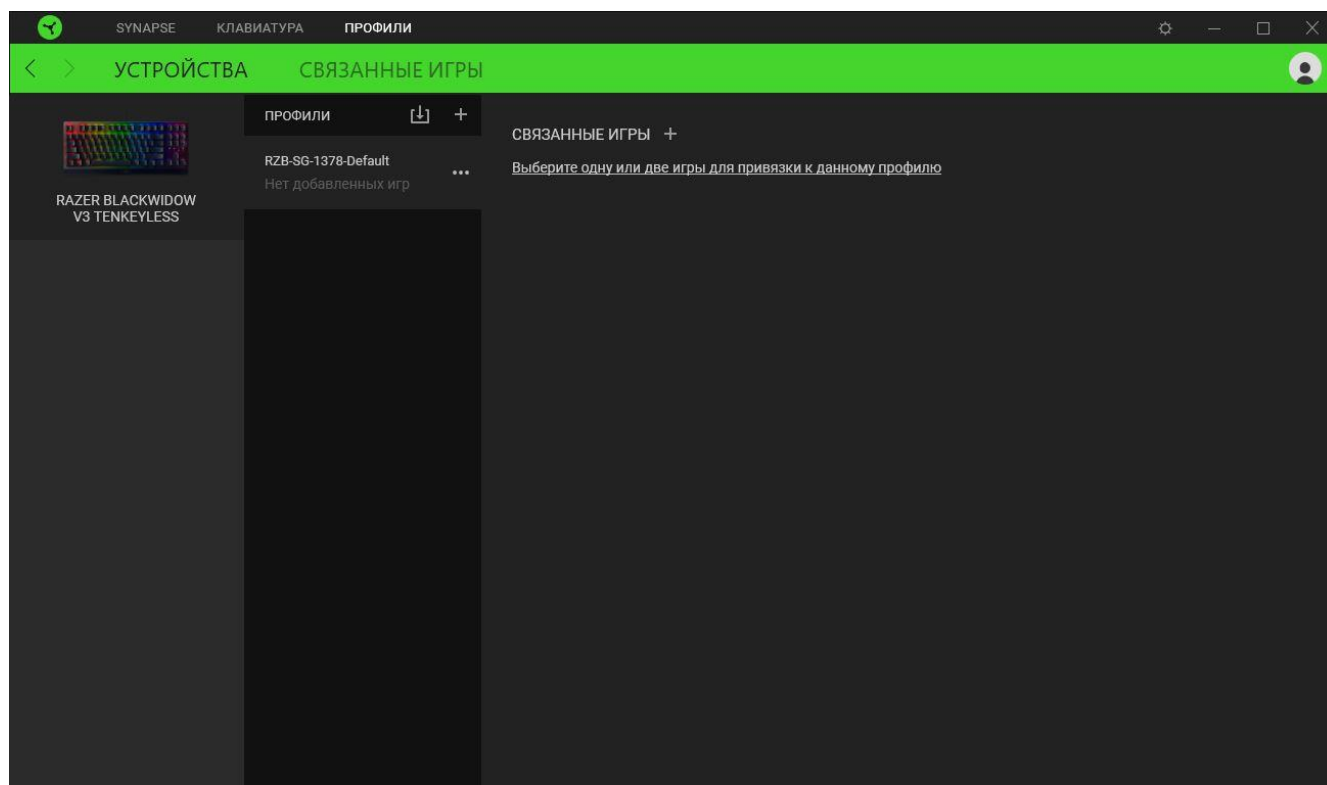 SYNAPSE КЛАВИАТУРА ПРОФИЛИ
УСТРОЙСТВА СВЯЗАННЫЕ ИГРЫ
RAZER BLACKWIDOW
V3 TENKEYLESS
ПРОФИЛИ
RZB-SG-1378-Default
Нет добавленных игр
СВЯЗАННЫЕ ИГРЫ
Выберите одну или две игры для привязки к данному профилю